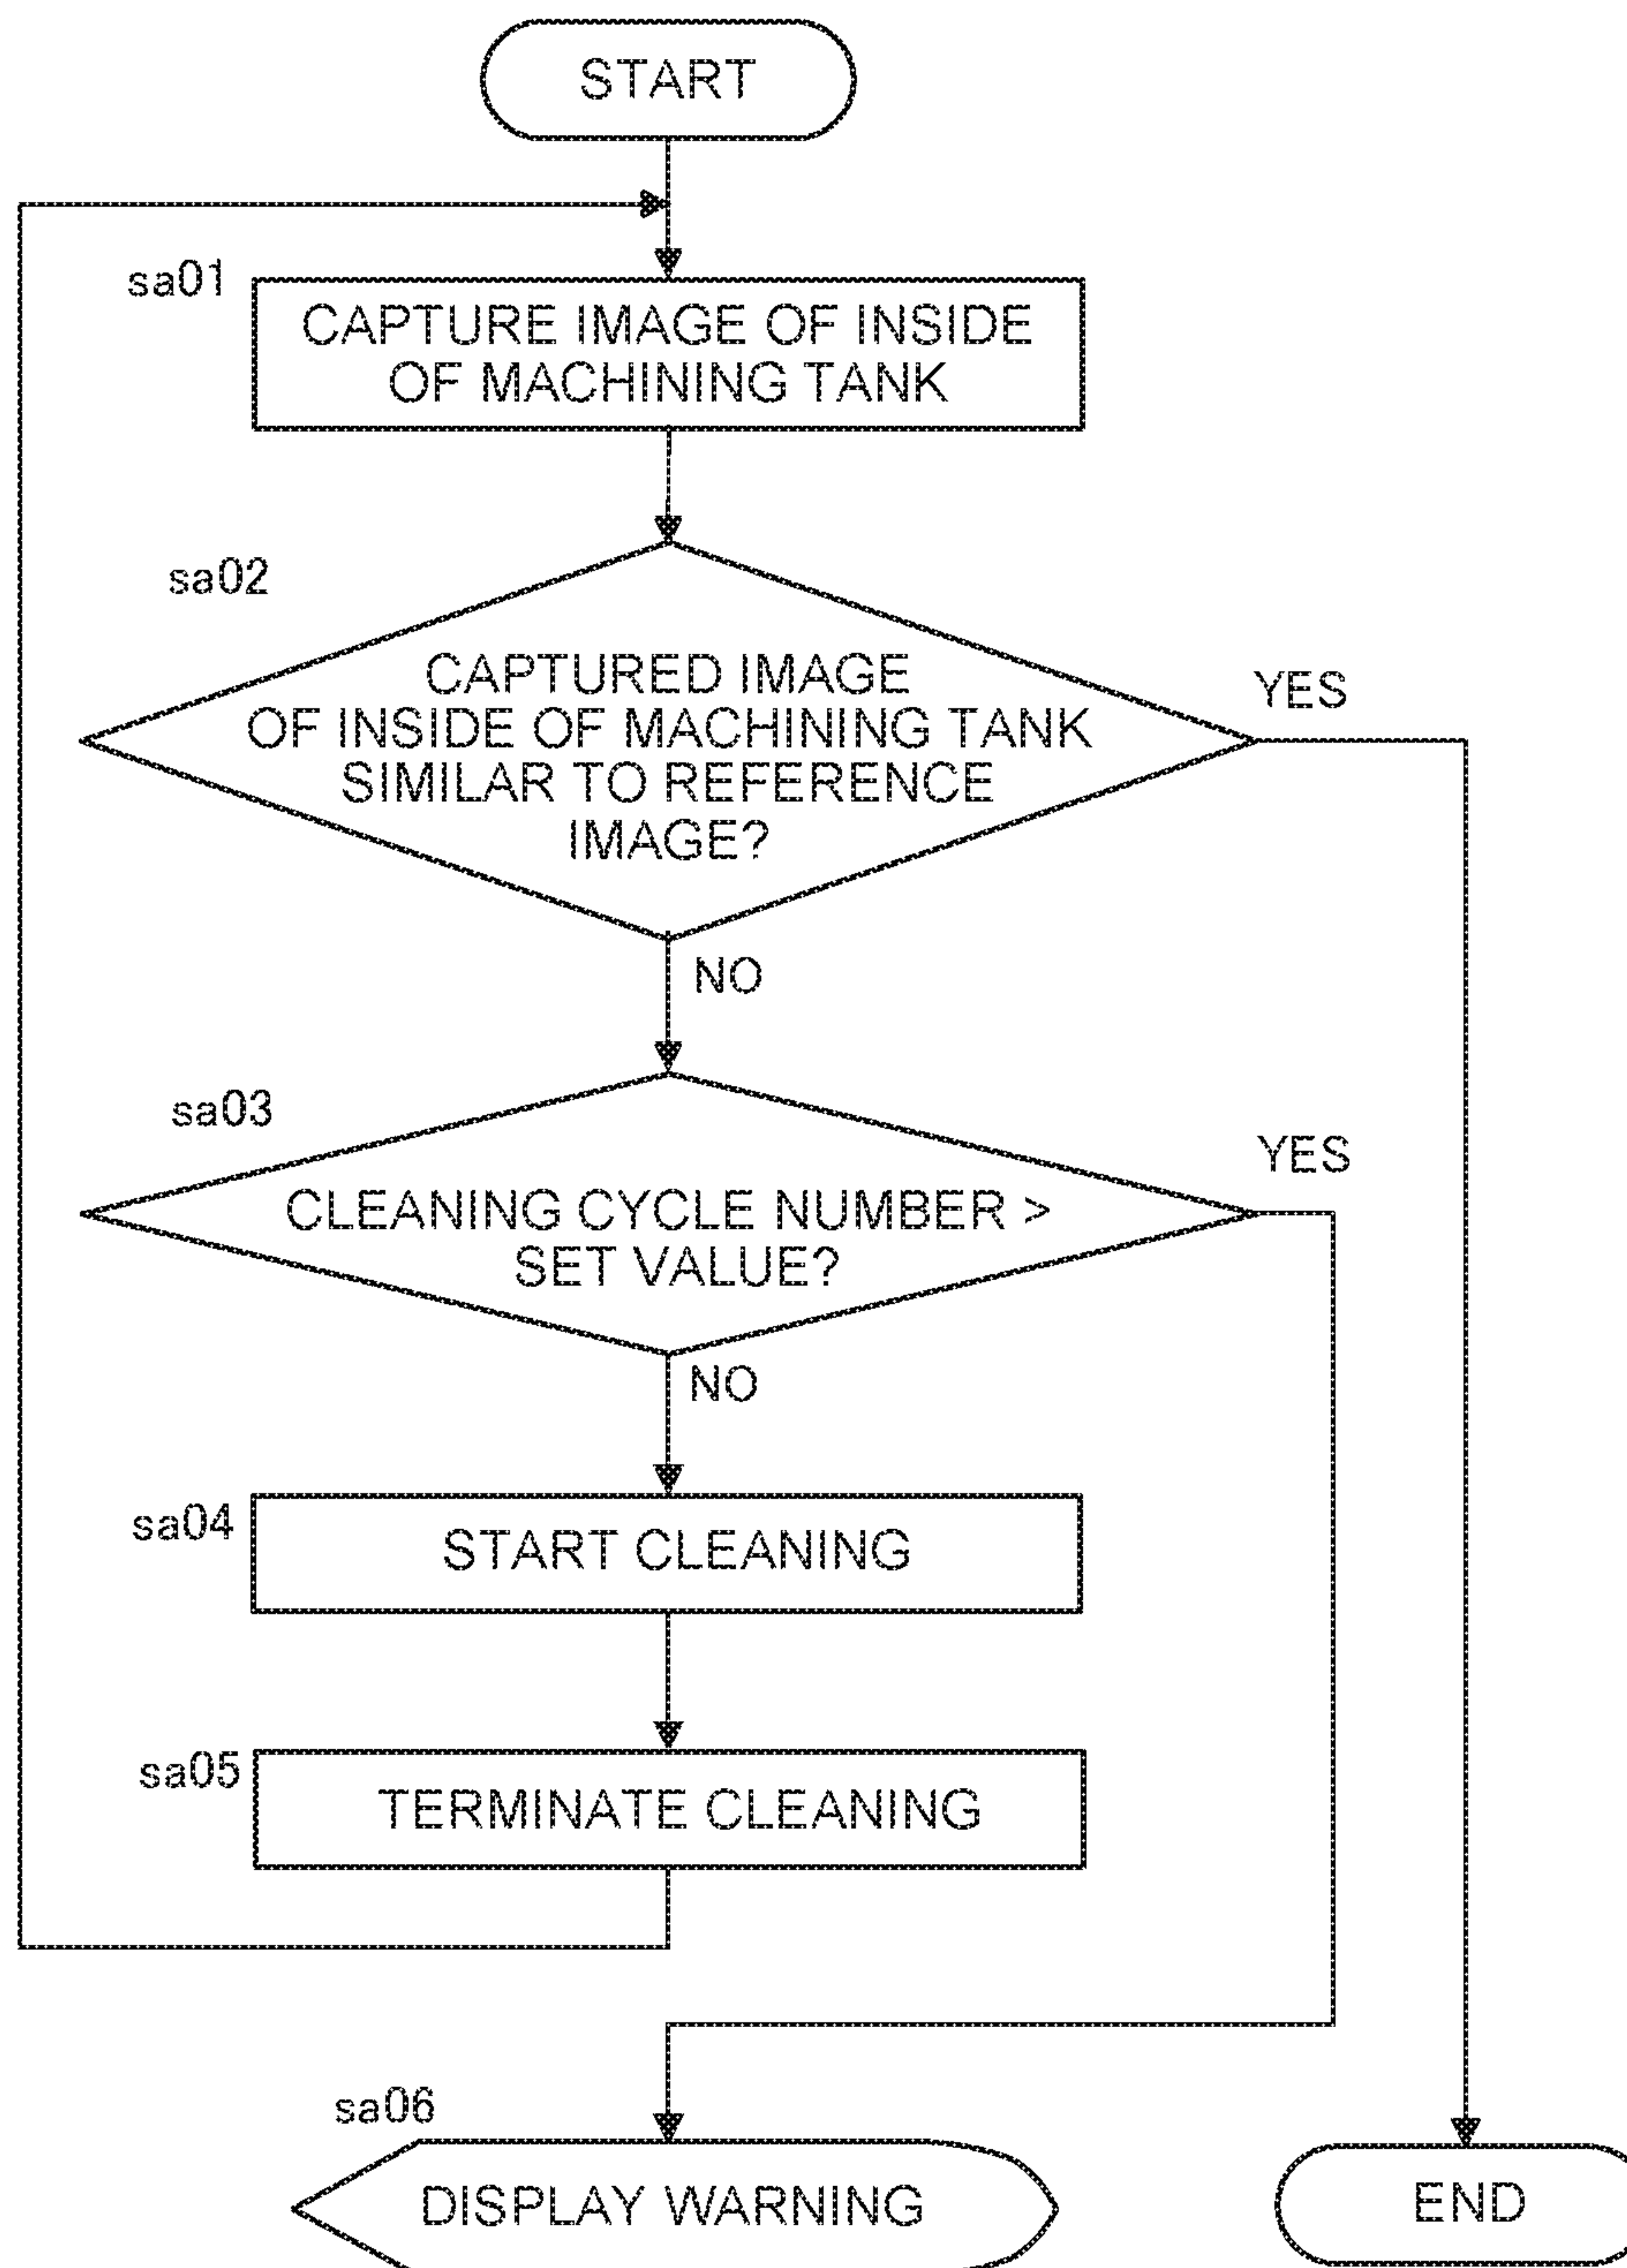 START
sa01
CAPTURE IMAGE OF INSIDE
OF MACHINING TANK
sa02
CAPTURED IMAGE
OF INSIDE OF MACHINING TANK
SIMILAR TO REFERENCE
IMAGE?
YES
NO
sa03
CLEANING CYCLE NUMBER >
SET VALUE?
YES
NO
sa04
START CLEANING
sa05
TERMINATE CLEANING
sa06
DISPLAY WARNING
END